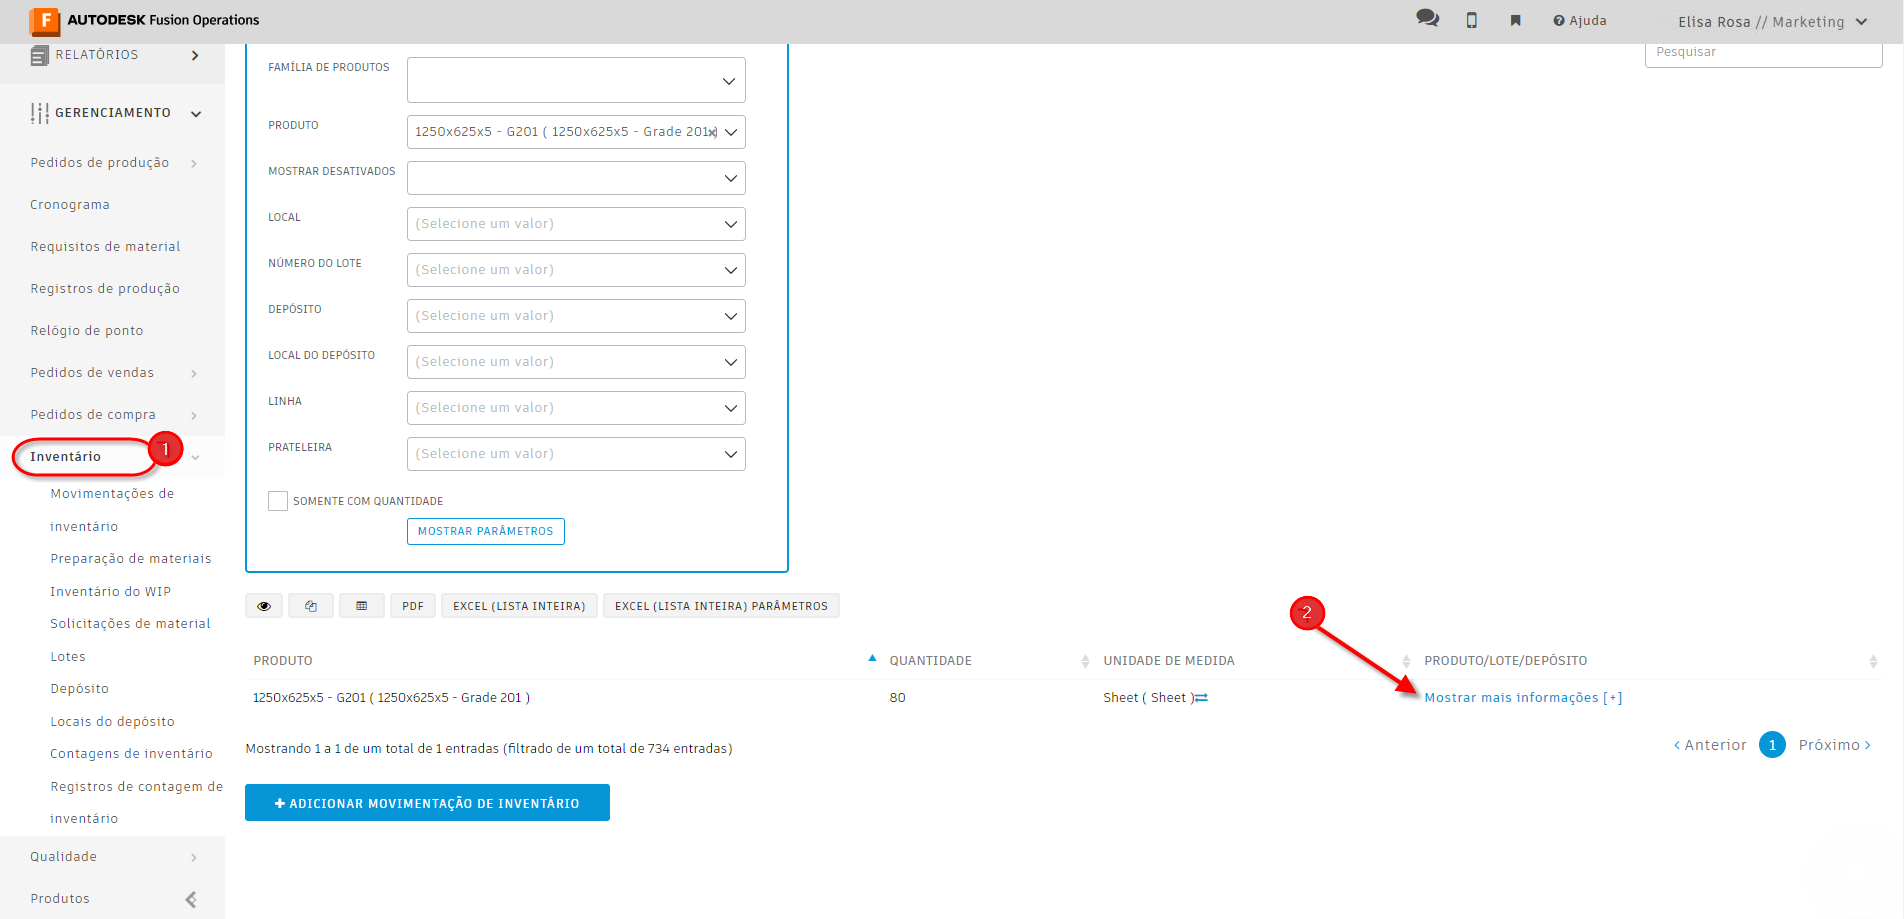 F AUTODESK Fusion Operations
Ajuda
Elisa Rosa // Marketing
RELATÓRIOS
GERENCIAMENTO
Pedidos de produção
Cronograma
Requisitos de material
Registros de produção
Relógio de ponto
Pedidos de vendas
Pedidos de compra
Inventário
1
Movimentações de
inventário
Preparação de materiais
Inventário do WIP
Solicitações de material
Lotes
Depósito
Locais do depósito
Contagens de inventário
Registros de contagem de
inventário
Qualidade
Produtos
Pesquisar
FAMÍLIA DE PRODUTOS
PRODUTO
1250x625x5 - G201 ( 1250x625x5 - Grade 201 )
MOSTRAR DESATIVADOS
LOCAL
(Selecione um valor)
NÚMERO DO LOTE
(Selecione um valor)
DEPÓSITO
(Selecione um valor)
LOCAL DO DEPÓSITO
(Selecione um valor)
LINHA
(Selecione um valor)
PRATELEIRA
(Selecione um valor)
SOMENTE COM QUANTIDADE
MOSTRAR PARÂMETROS
PDF
EXCEL (LISTA INTEIRA)
EXCEL (LISTA INTEIRA) PARÂMETROS
2
PRODUTO QUANTIDADE UNIDADE DE MEDIDA PRODUTO/LOTE/DEPÓSITO
1250x625x5 - G201 ( 1250x625x5 - Grade 201 ) 80 Sheet ( Sheet ) Mostrar mais informações [+]
Mostrando 1 a 1 de um total de 1 entradas (filtrado de um total de 734 entradas)
Anterior 1 Próximo
ADICIONAR MOVIMENTAÇÃO DE INVENTÁRIO